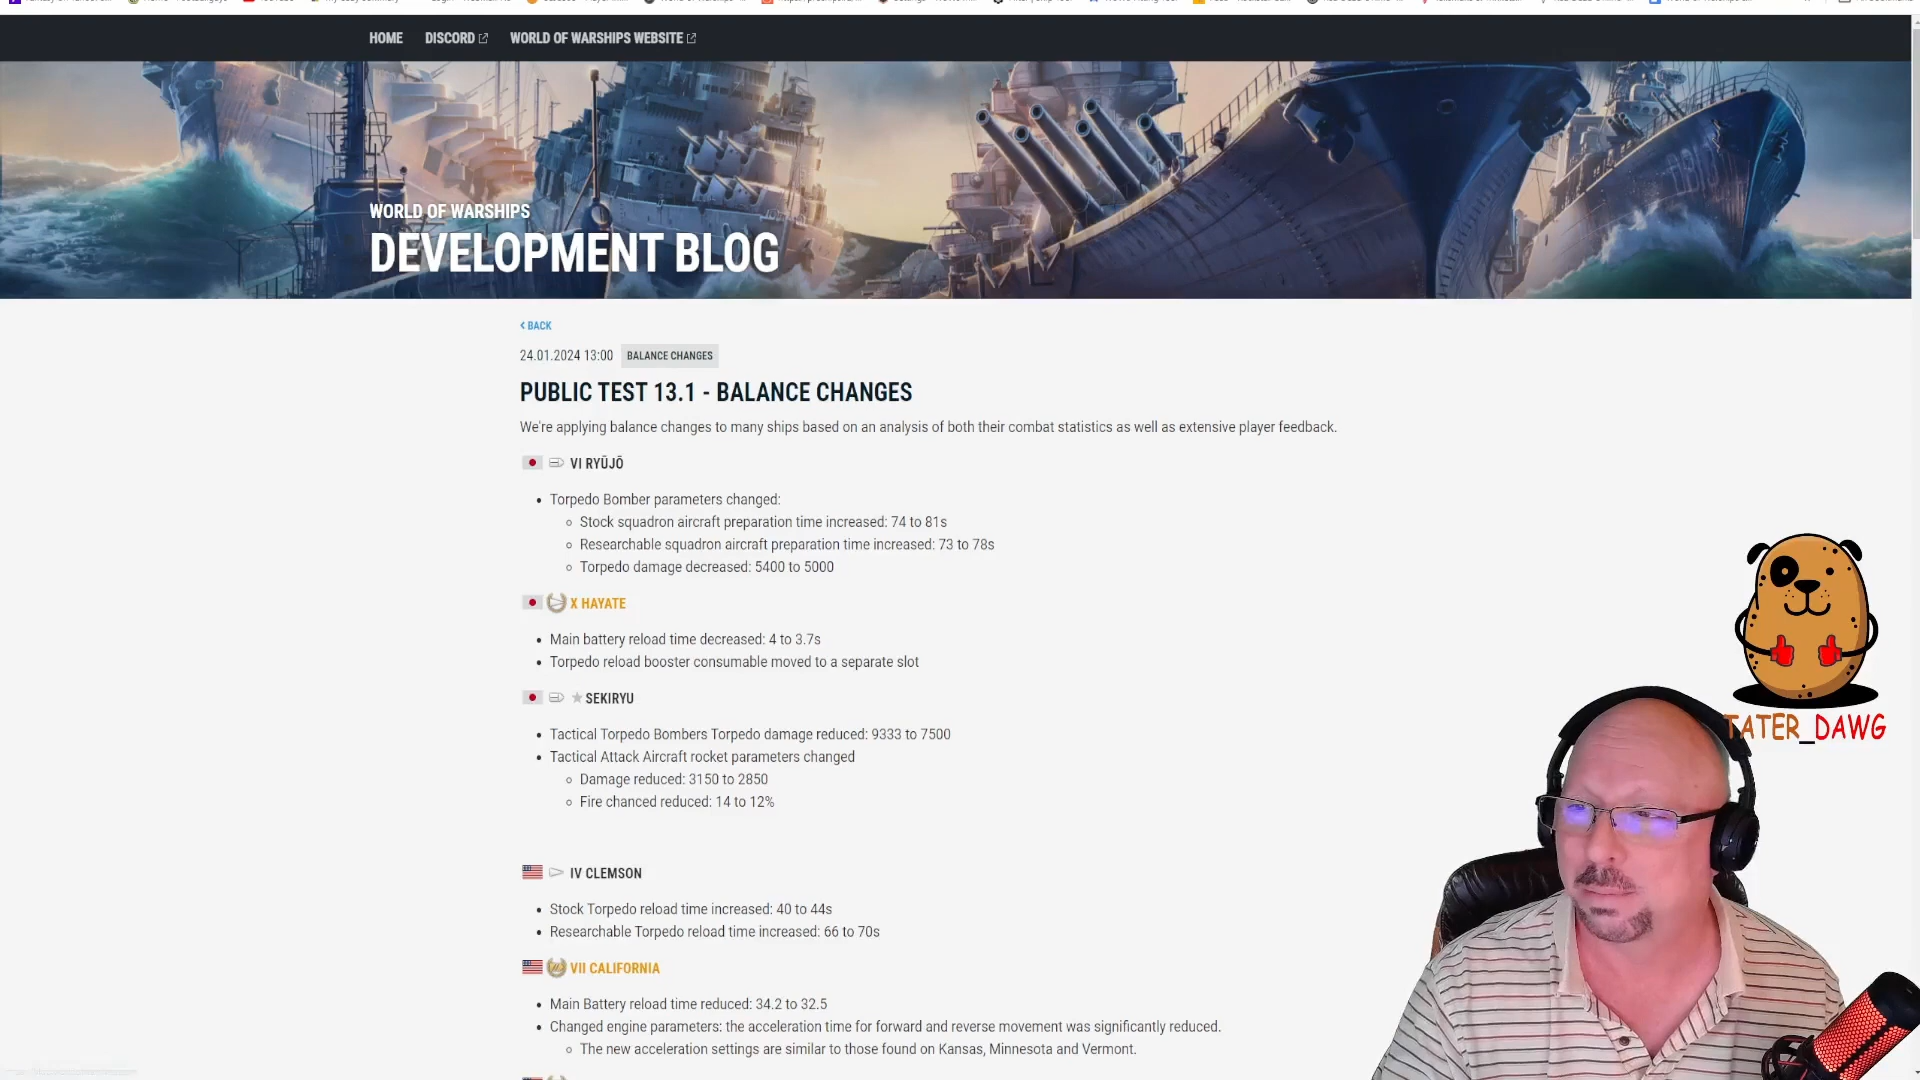 HOME DISCORD WORLD OF WARSHIPS WEBSITE
WORLD OF WARSHIPS
DEVELOPMENT BLOG
BACK
24.01.2024 13:00 BALANCE CHANGES
PUBLIC TEST 13.1 - BALANCE CHANGES
We're applying balance changes to many ships based on an analysis of both their combat statistics as well as extensive player feedback.
VI RYŪJŌ
Torpedo Bomber parameters changed:
Stock squadron aircraft preparation time increased: 74 to 81s
Researchable squadron aircraft preparation time increased: 73 to 78s
Torpedo damage decreased: 5400 to 5000
X HAYATE
Main battery reload time decreased: 4 to 3.7s
Torpedo reload booster consumable moved to a separate slot
★ SEKIRYU
Tactical Torpedo Bombers Torpedo damage reduced: 9333 to 7500
Tactical Attack Aircraft rocket parameters changed
Damage reduced: 3150 to 2850
Fire chanced reduced: 14 to 12%
TATER_DAWG
IV CLEMSON
Stock Torpedo reload time increased: 40 to 44s
Researchable Torpedo reload time increased: 66 to 70s
VII CALIFORNIA
Main Battery reload time reduced: 34.2 to 32.5
Changed engine parameters: the acceleration time for forward and reverse movement was significantly reduced.
The new acceleration settings are similar to those found on Kansas, Minnesota and Vermont.